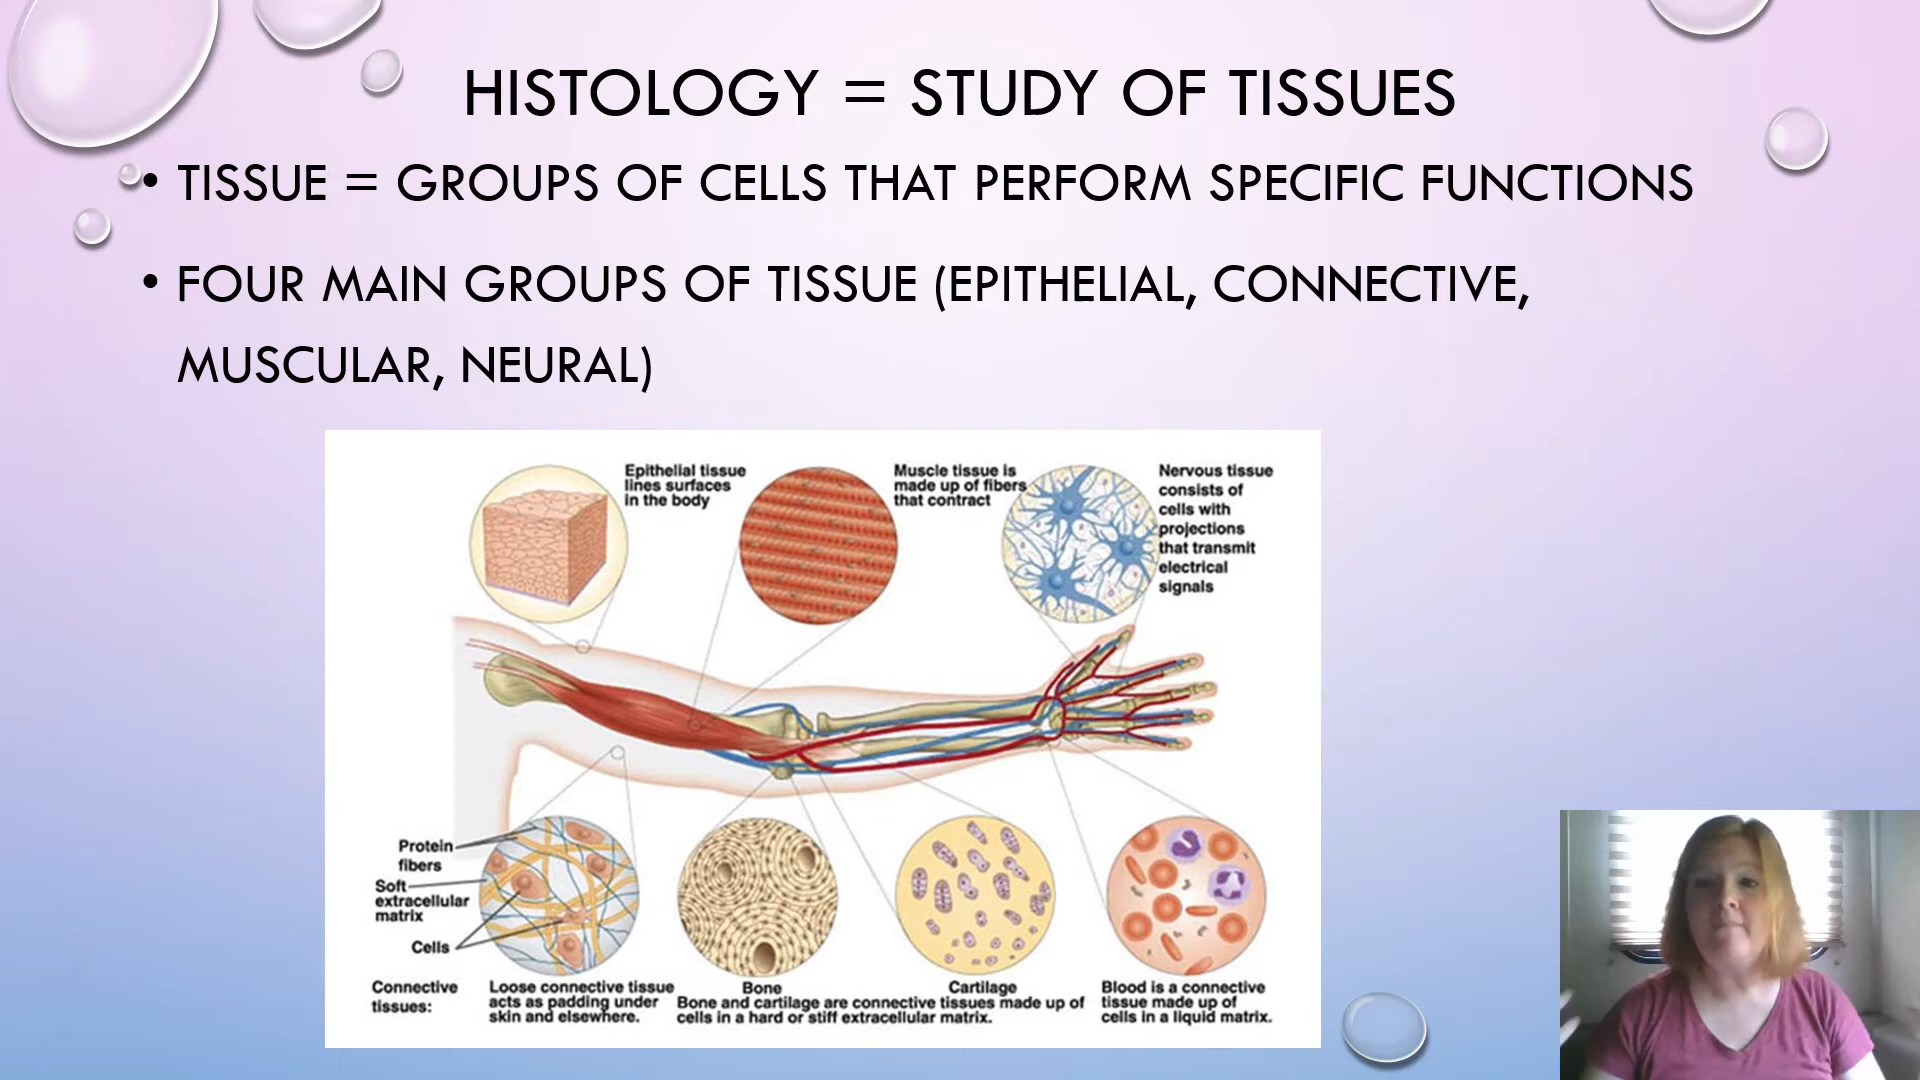 HISTOLOGY = STUDY OF TISSUES
• TISSUE = GROUPS OF CELLS THAT PERFORM SPECIFIC FUNCTIONS
• FOUR MAIN GROUPS OF TISSUE (EPITHELIAL, CONNECTIVE,
MUSCULAR, NEURAL)
Epithelial tissue
lines surfaces
in the body
Muscle tissue is
made up of fibers
that contract
Nervous tissue
consists of
cells with
projections
that transmit
electrical
signals
Protein
fibers
Soft
extracellular
matrix
Cells
Connective
tissues:
Loose connective tissue
acts as padding under
skin and elsewhere.
Bone
Cartilage
Bone and cartilage are connective tissues made up of
cells in a hard or stiff extracellular matrix.
Blood is a connective
tissue made up of
cells in a liquid matrix.